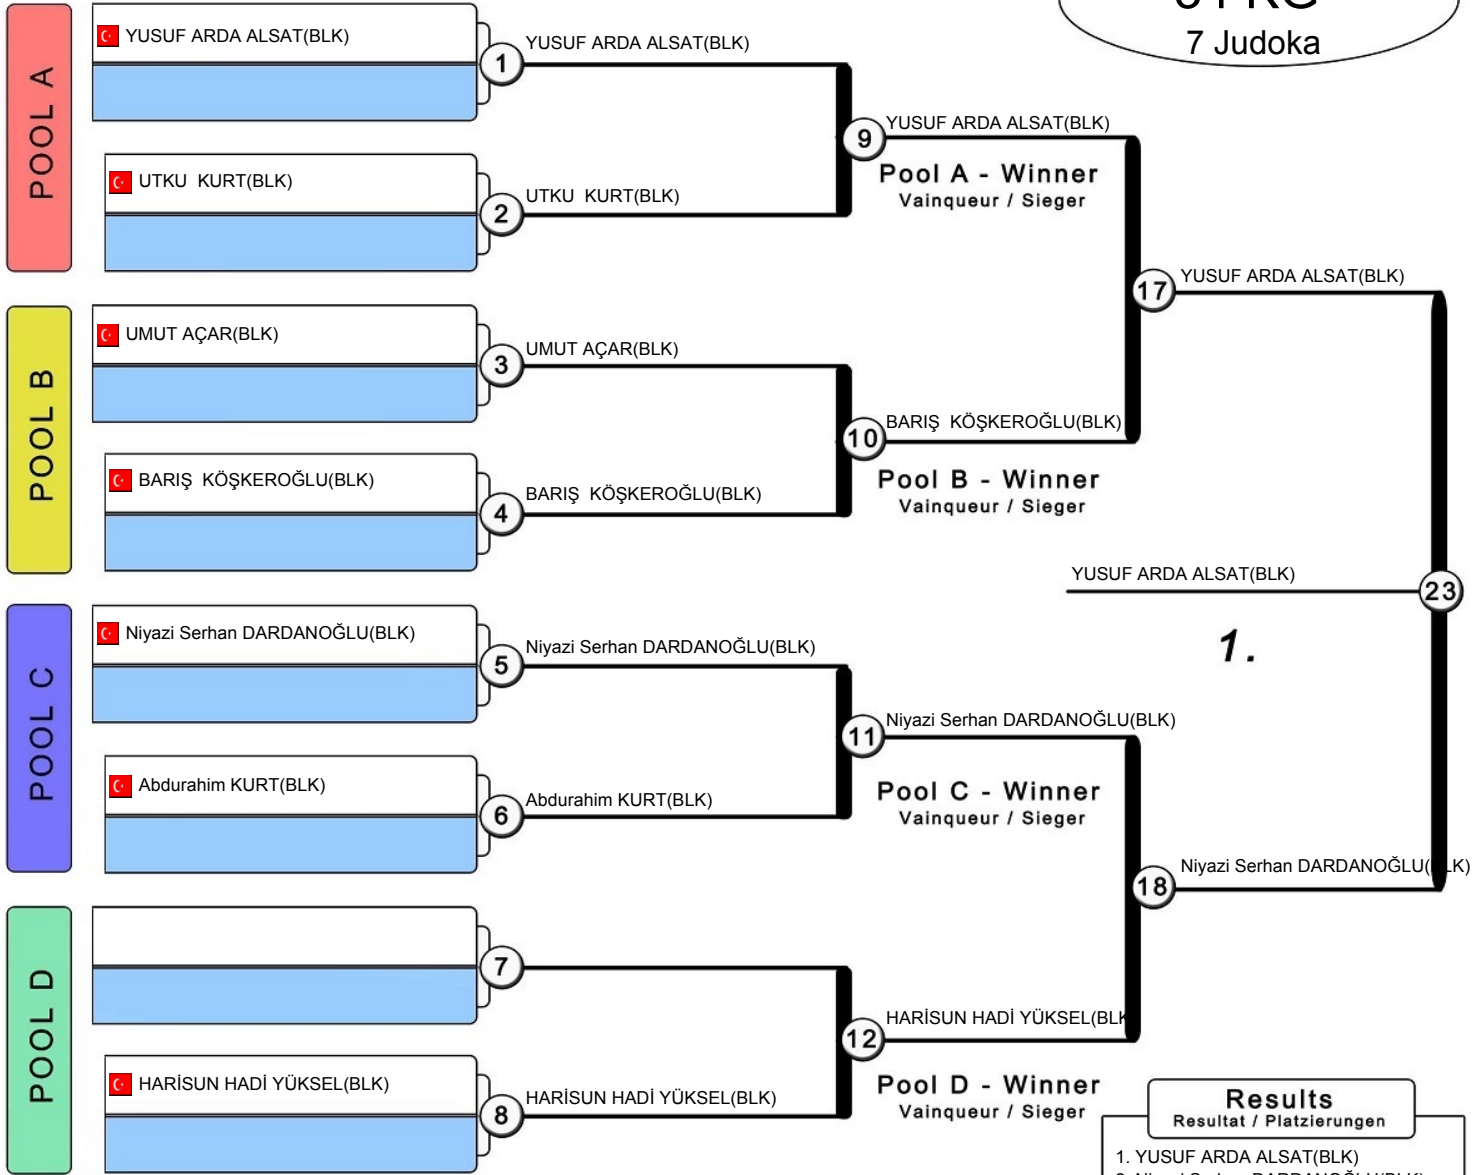 7 Judoka
POOL A
YUSUF ARDA ALSAT(BLK)
1
YUSUF ARDA ALSAT(BLK)
UTKU  KURT(BLK)
2
UTKU  KURT(BLK)
9
YUSUF ARDA ALSAT(BLK)
Pool A - Winner
Vainqueur / Sieger
POOL B
UMUT AÇAR(BLK)
3
UMUT AÇAR(BLK)
BARIŞ  KÖŞKEROĞLU(BLK)
4
BARIŞ  KÖŞKEROĞLU(BLK)
10
BARIŞ  KÖŞKEROĞLU(BLK)
Pool B - Winner
Vainqueur / Sieger
17
YUSUF ARDA ALSAT(BLK)
YUSUF ARDA ALSAT(BLK)
23
1.
POOL C
Niyazi Serhan DARDANOĞLU(BLK)
5
Niyazi Serhan DARDANOĞLU(BLK)
Abdurahim KURT(BLK)
6
Abdurahim KURT(BLK)
11
Niyazi Serhan DARDANOĞLU(BLK)
Pool C - Winner
Vainqueur / Sieger
18
Niyazi Serhan DARDANOĞLU(BLK)
POOL D
7
HARİSUN HADİ YÜKSEL(BLK)
8
HARİSUN HADİ YÜKSEL(BLK)
12
HARİSUN HADİ YÜKSEL(BLK
Pool D - Winner
Vainqueur / Sieger
Results
Resultat / Platzierungen
1. YUSUF ARDA ALSAT(BLK)